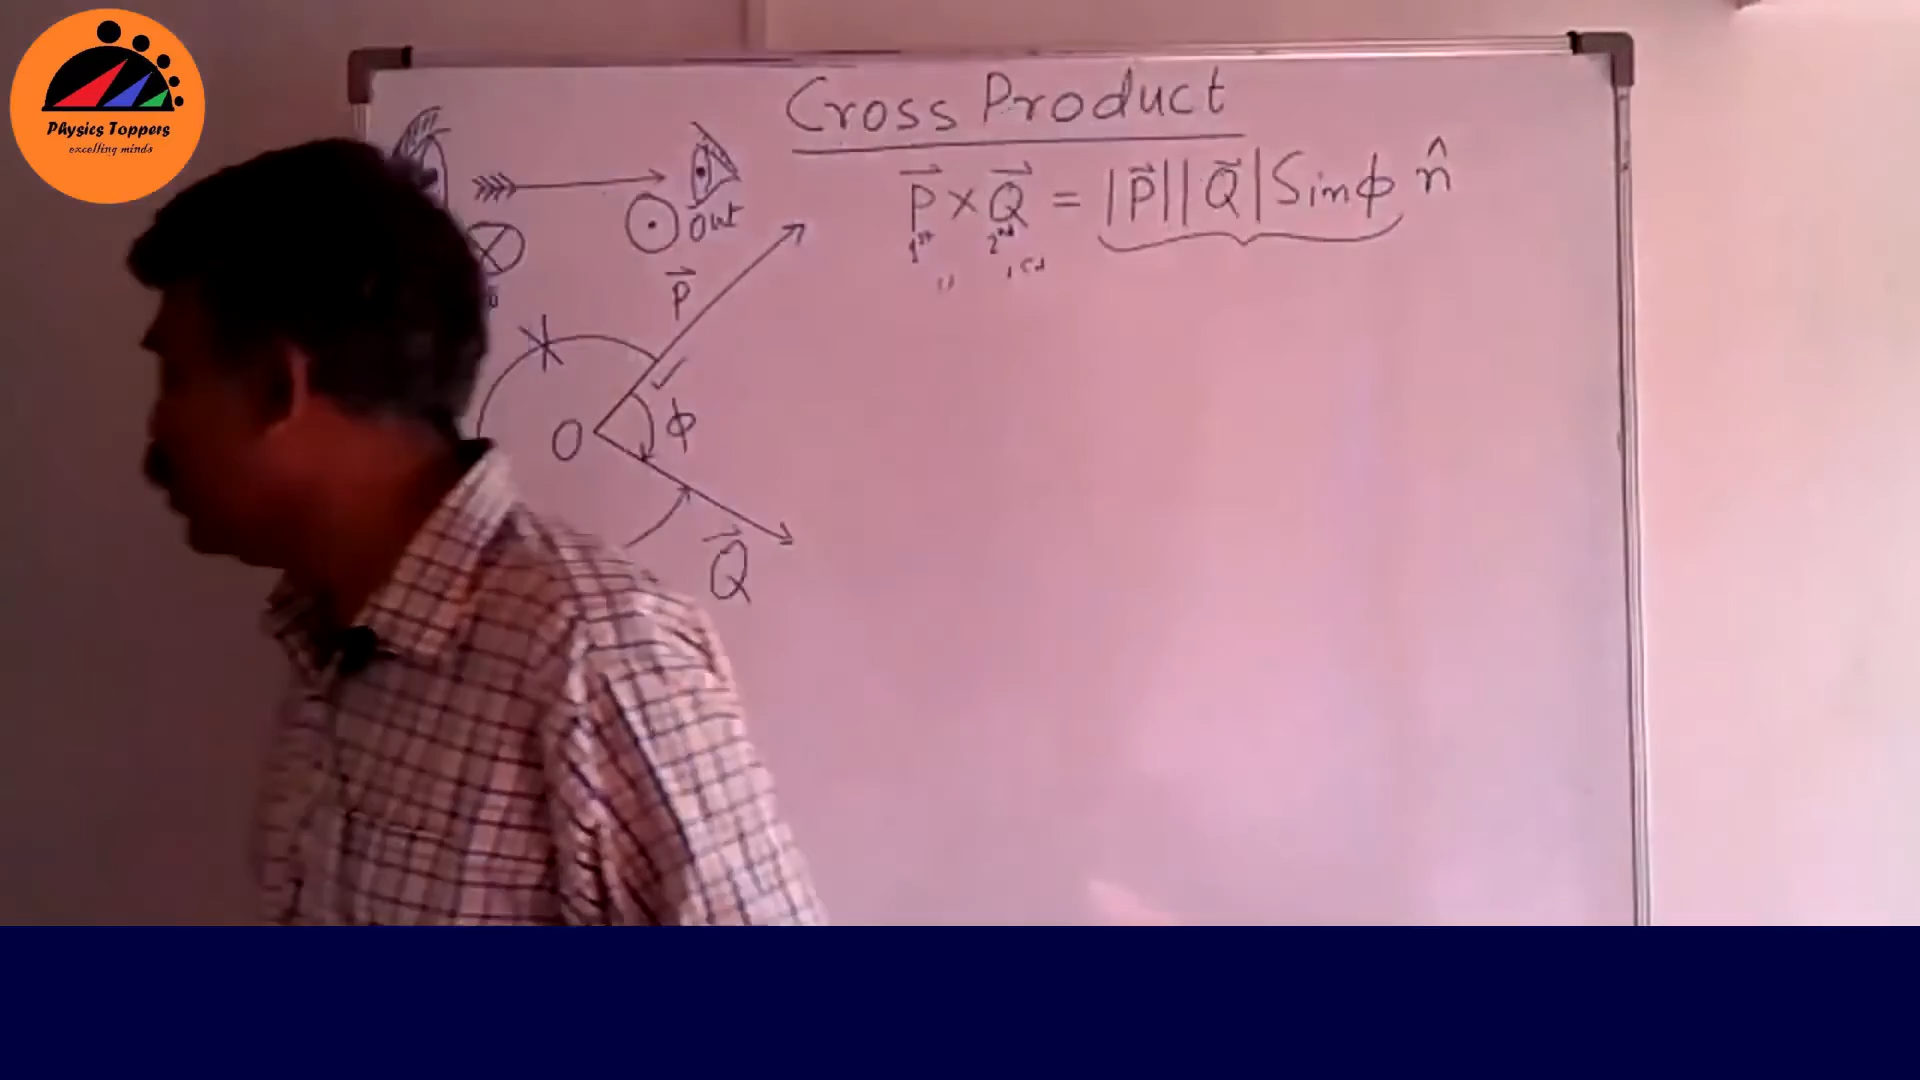 Physics Toppers
excelling minds
Cross Product
P⃗ × Q⃗ = |P⃗||Q⃗| Sinϕ n̂
1st 2nd
Out
P⃗
O
ϕ
Q⃗